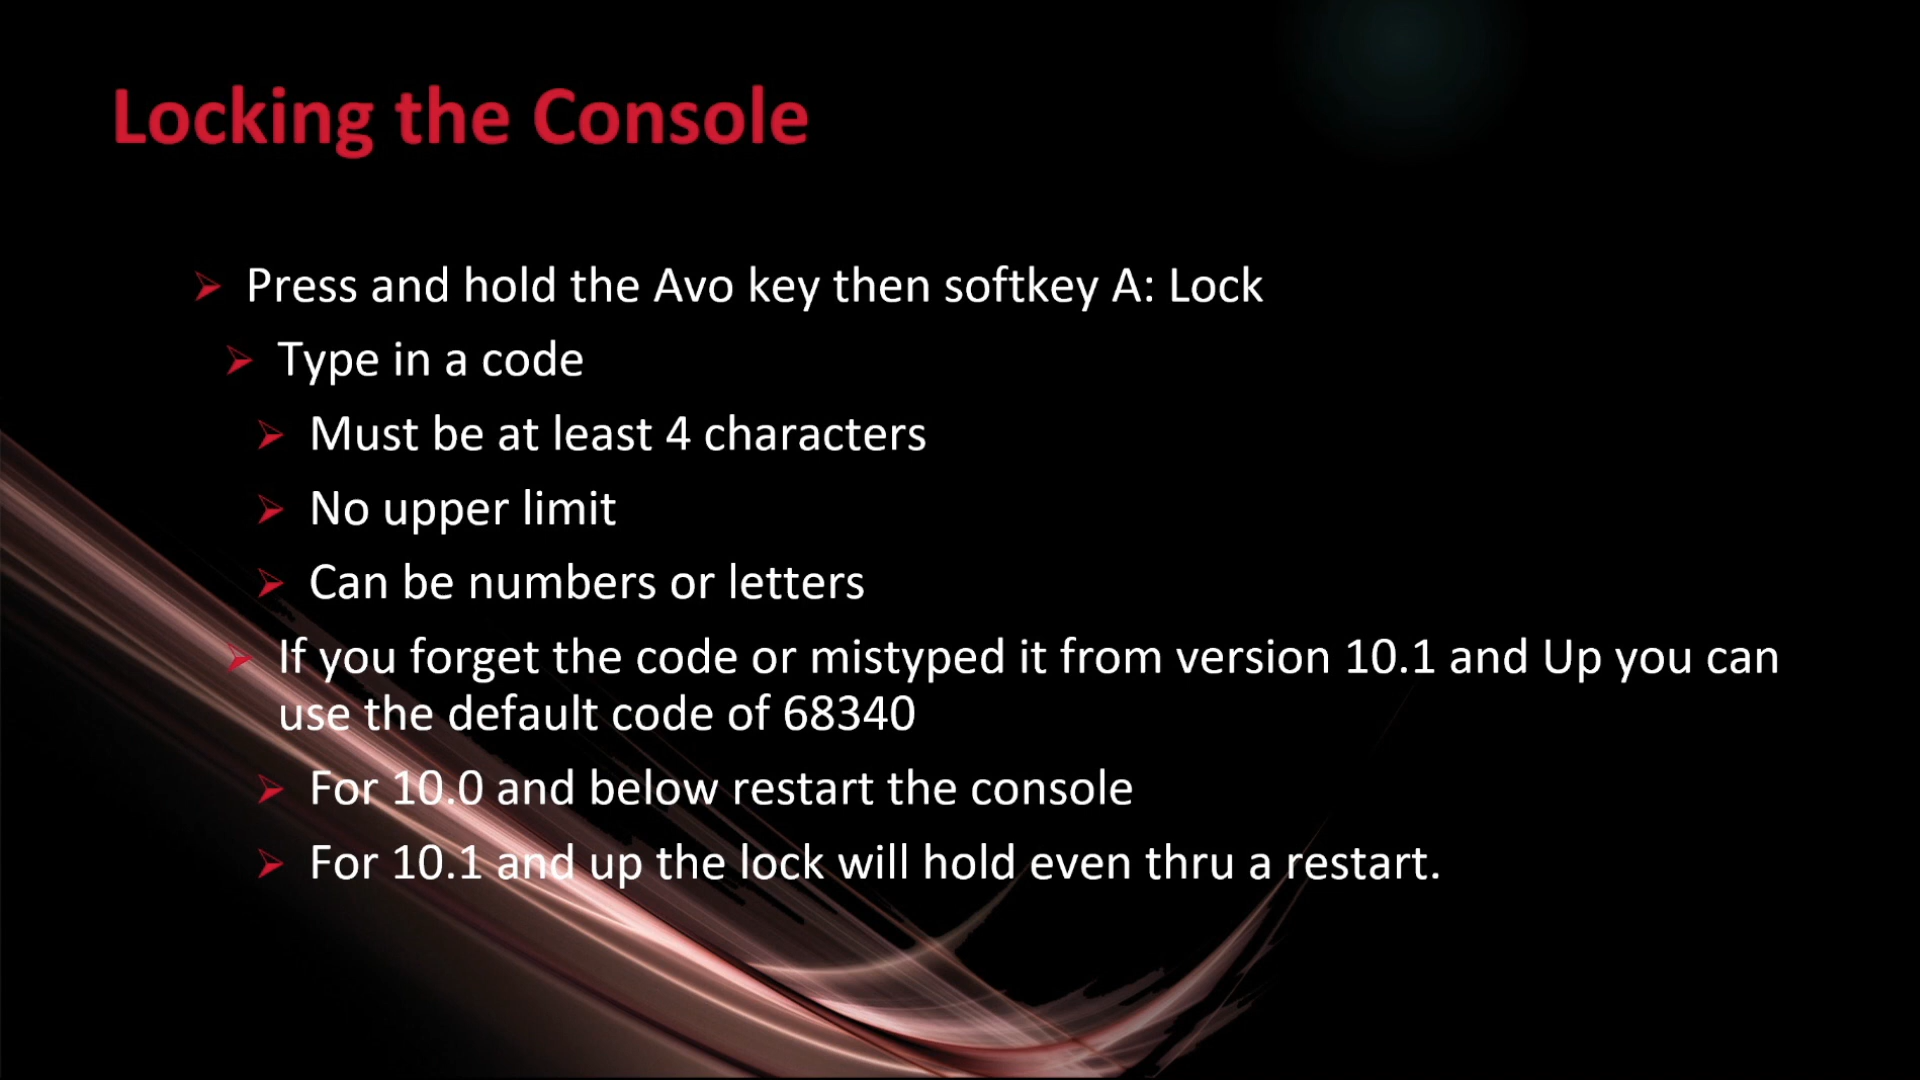 Locking the Console
Press and hold the Avo key then softkey A: Lock
Type in a code
Must be at least 4 characters
No upper limit
Can be numbers or letters
If you forget the code or mistyped it from version 10.1 and Up you can
use the default code of 68340
For 10.0 and below restart the console
For 10.1 and up the lock will hold even thru a restart.